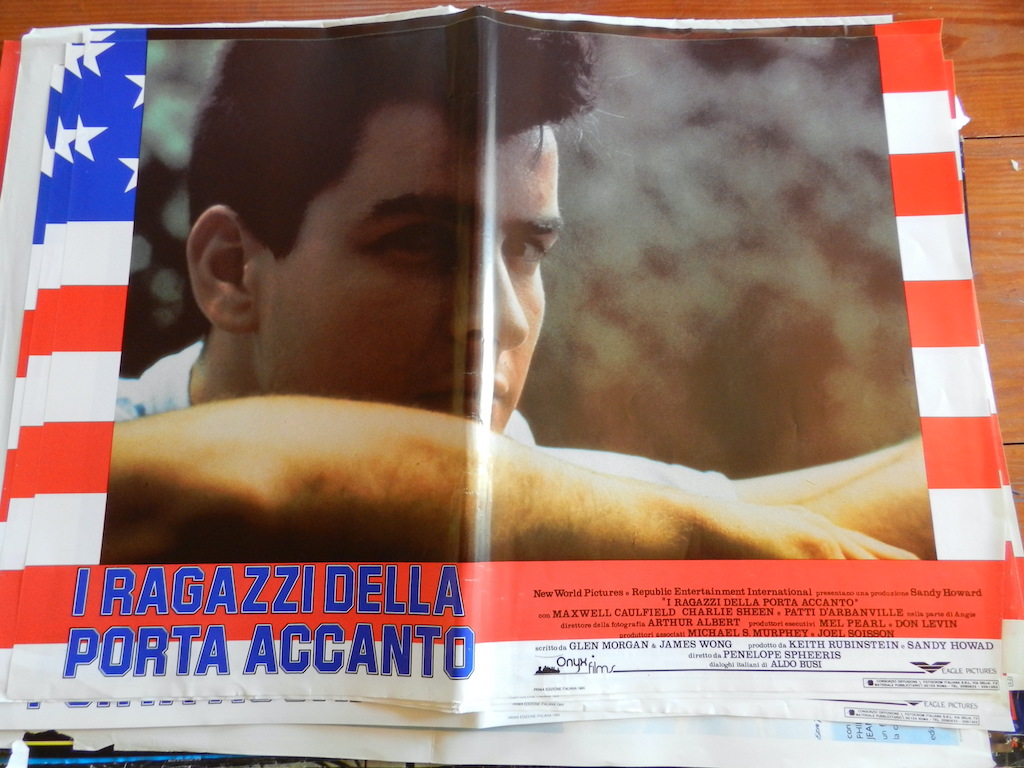 I RAGAZZI DELLA
PORTA ACCANTO
New World Pictures e Republic Entertainment International presentano una produzione Sandy Howard
"I RAGAZZI DELLA PORTA ACCANTO"
con MAXWELL CAULFIELD CHARLIE SHEEN e PATTI D'ARBANVILLE nella parte di Angie
direttore della fotografia ARTHUR ALBERT produttori esecutivi MEL PEARL e DON LEVIN
produttori associati MICHAEL S. MURPHEY e JOEL SOISSON
scritto da GLEN MORGAN & JAMES WONG prodotto da KEITH RUBINSTEIN e SANDY HOWAD
diretto da PENELOPE SPHEERIS
dialoghi italiani di ALDO BUSI
Onyx films
EAGLE PICTURES
EAGLE PICTURES